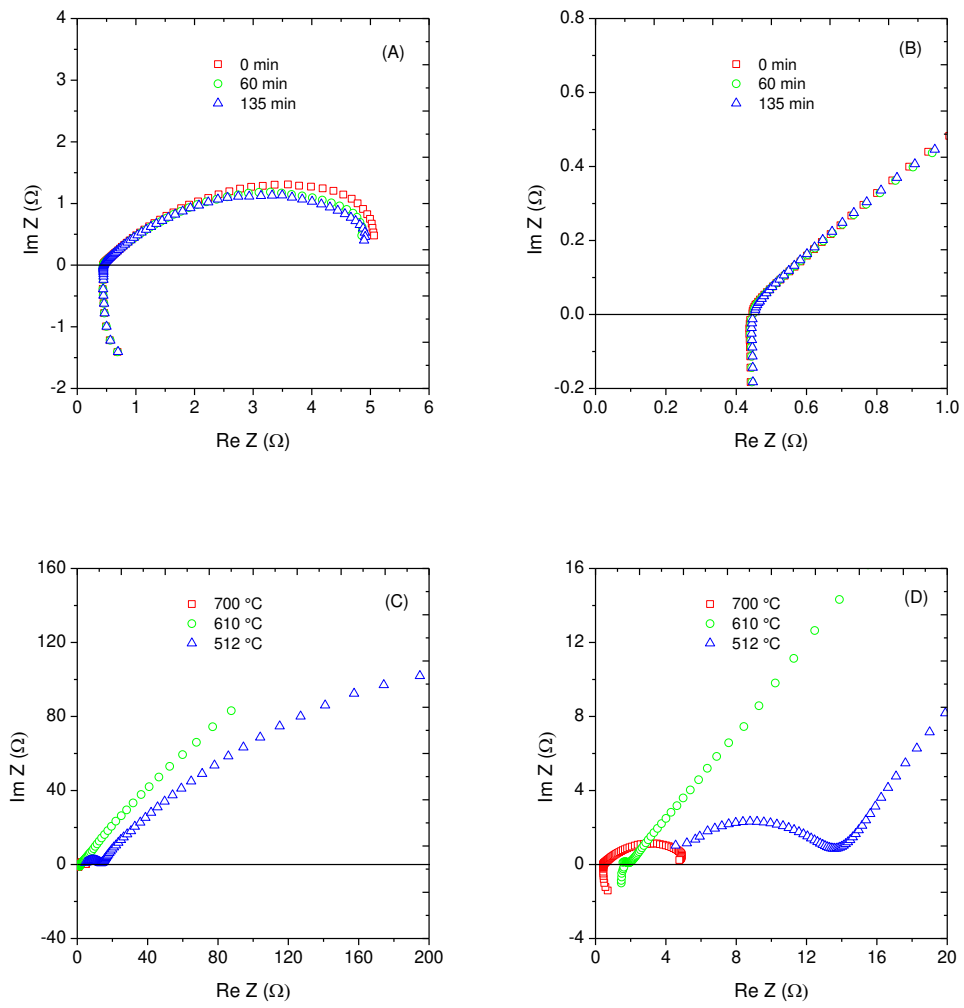 (A)
0 min
60 min
135 min
Im Z (Ω)
4
3
2
1
0
-1
-2
0 1 2 3 4 5 6
Re Z (Ω)
(B)
0 min
60 min
135 min
Im Z (Ω)
0.8
0.6
0.4
0.2
0.0
-0.2
0.0 0.2 0.4 0.6 0.8 1.0
Re Z (Ω)
(C)
700 °C
610 °C
512 °C
Im Z (Ω)
160
120
80
40
0
-40
0 40 80 120 160 200
Re Z (Ω)
(D)
700 °C
610 °C
512 °C
Im Z (Ω)
16
12
8
4
0
-4
0 4 8 12 16 20
Re Z (Ω)